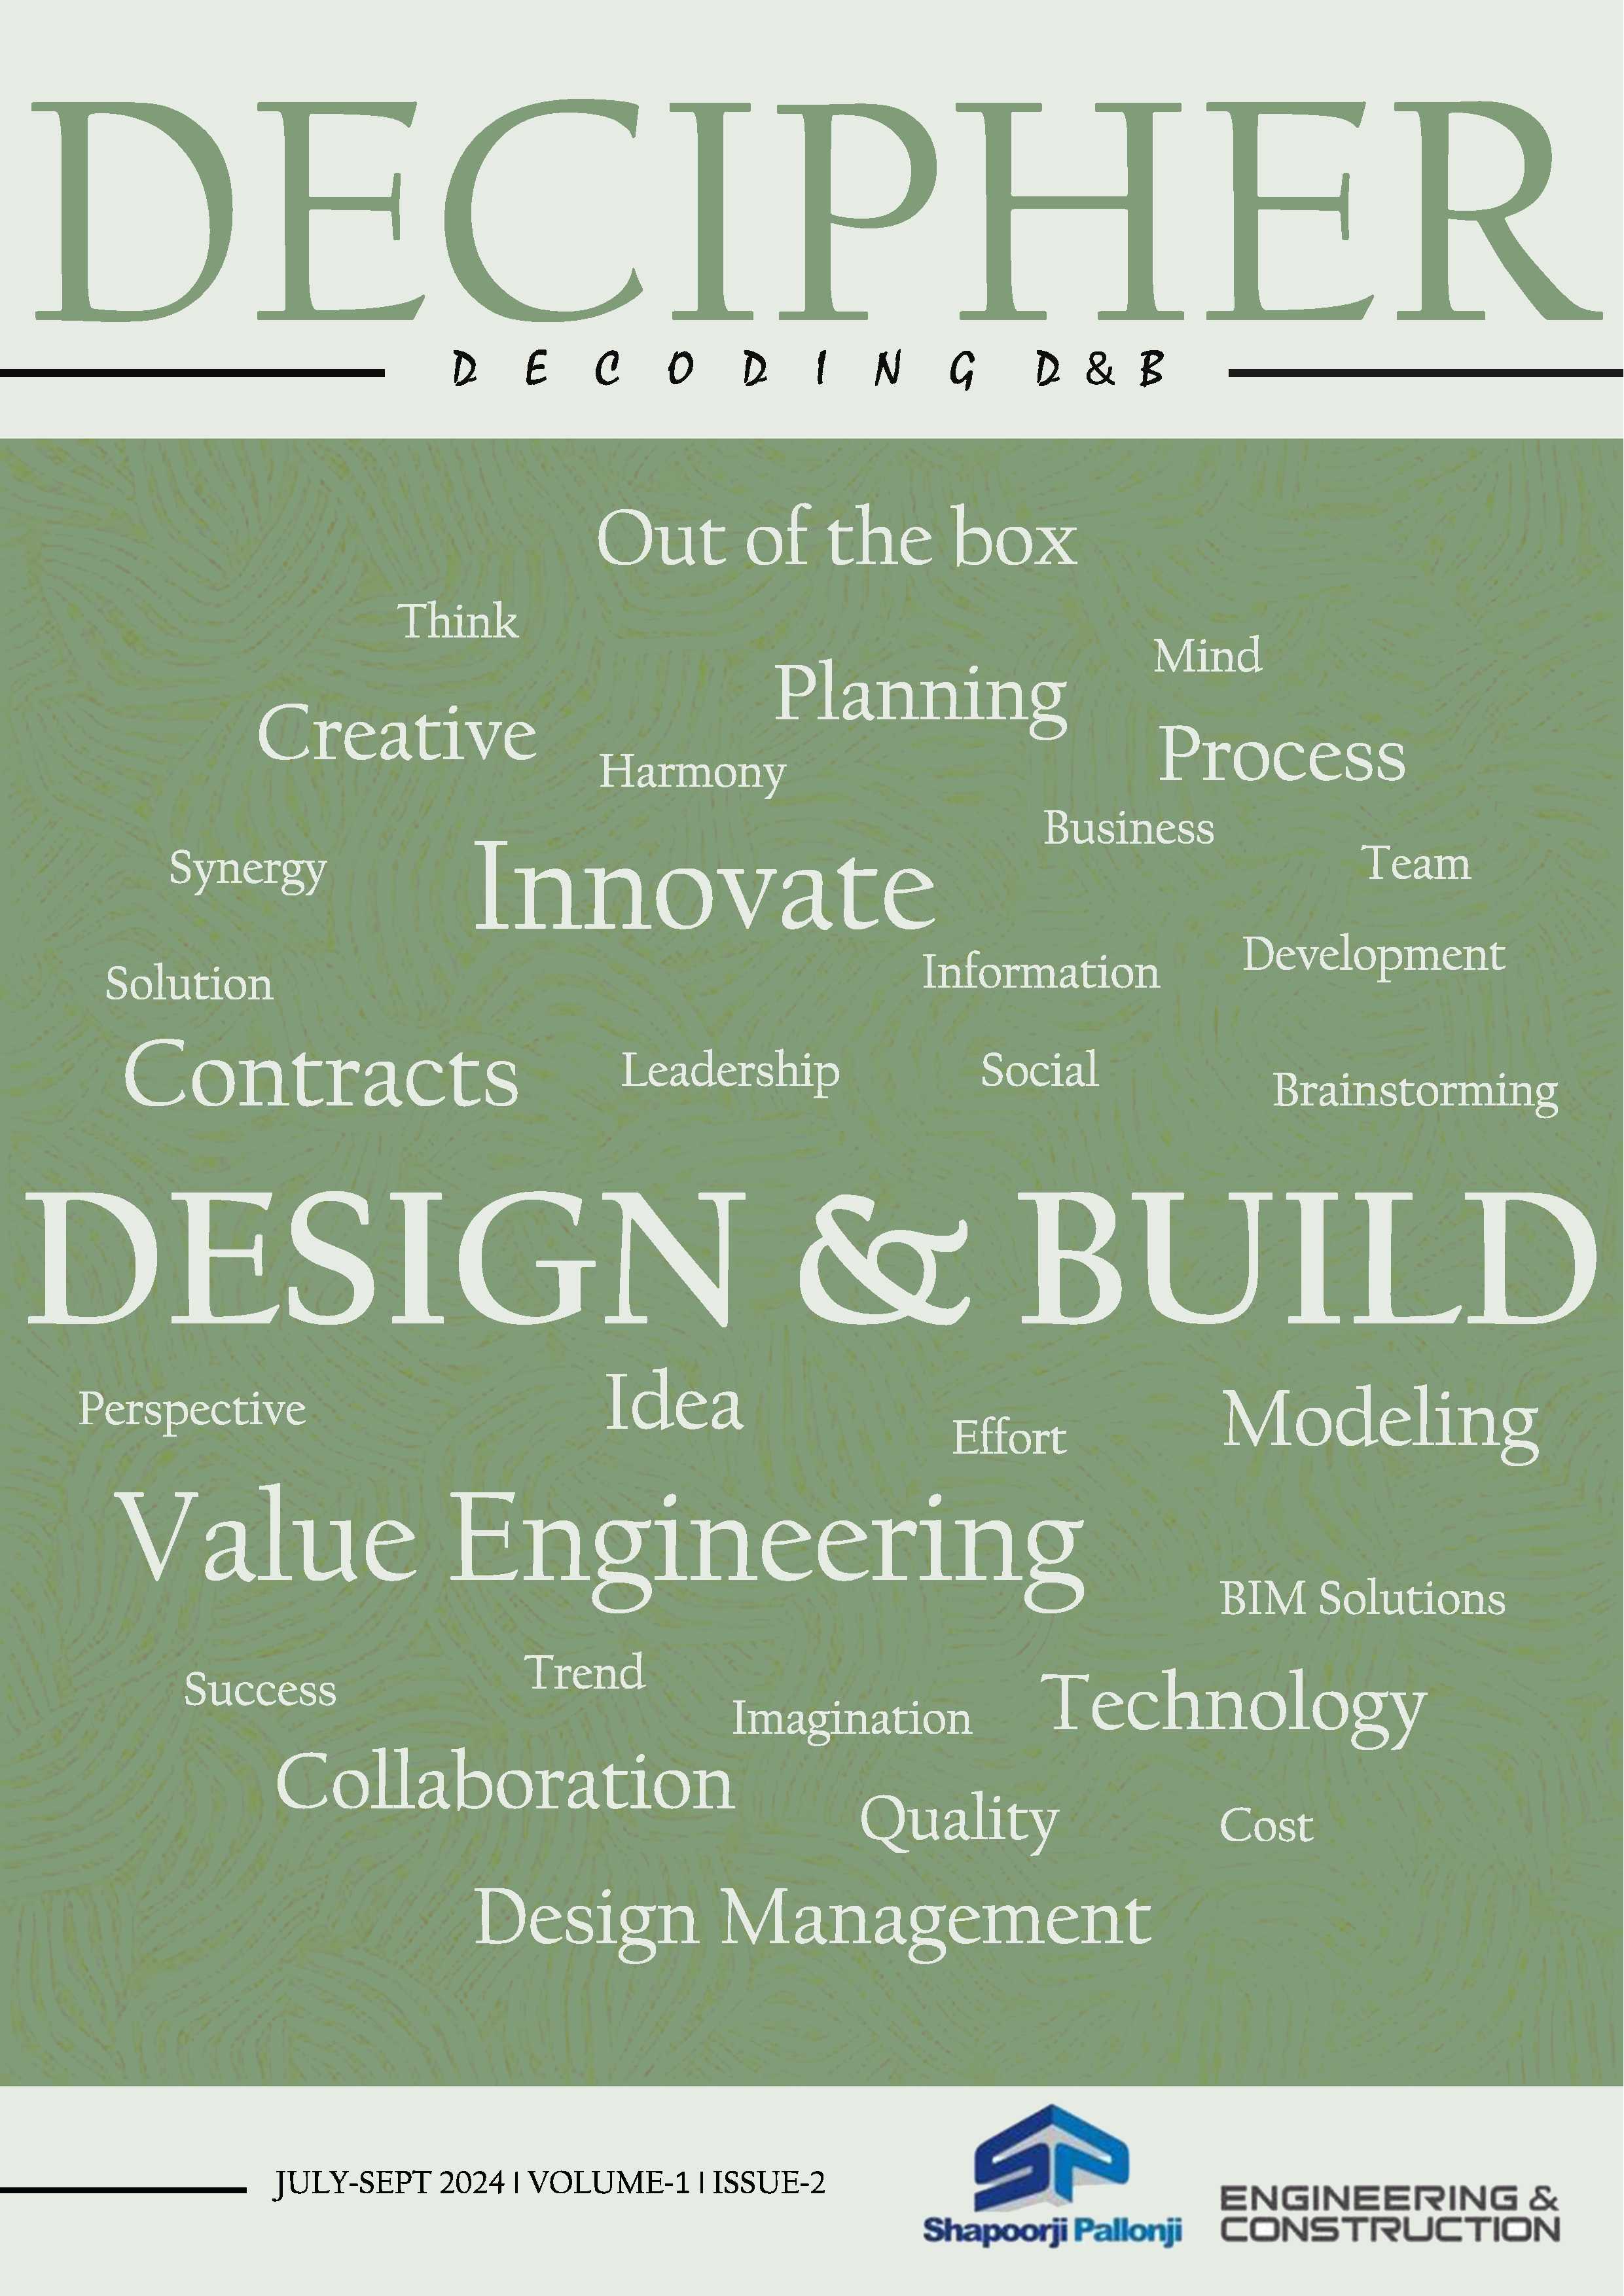 DECIPHER
DECODING D&B
Out of the box
Think
Mind
Planning
Creative
Process
Harmony
Business
Synergy
Innovate
Team
Development
Information
Solution
Contracts
Leadership
Social
Brainstorming
DESIGN & BUILD
Perspective
Idea
Effort
Modeling
Value Engineering
BIM Solutions
Success
Trend
Imagination
Technology
Collaboration
Quality
Cost
Design Management
JULY-SEPT 2024 | VOLUME-1 | ISSUE-2
SP
Shapoorji Pallonji
ENGINEERING &
CONSTRUCTION